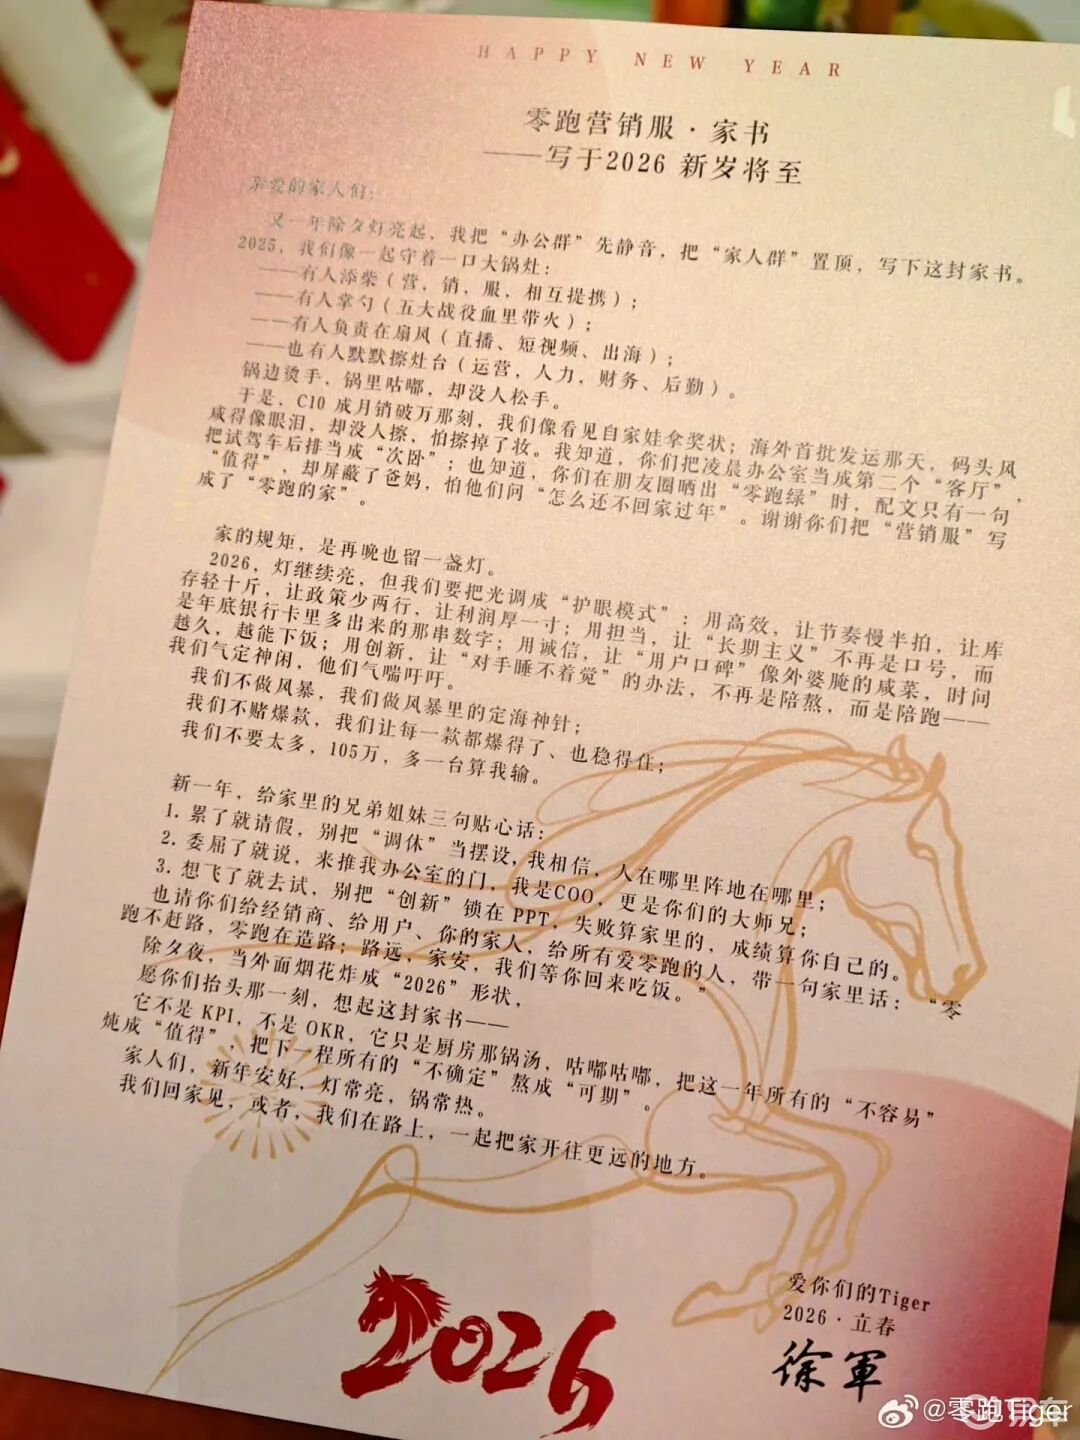 HAPPY NEW YEAR
零跑营销服·家书
——写于2026 新岁将至
亲爱的家人们：
又一年除夕灯亮起、我把“办公群”先静音，把“家人群”置顶，写下这封家书。
2025，我们像一起守着一口大锅灶：
——有人添柴（营，销，服，相互提携）；
——有人掌勺（五大战役血里带火）；
——有人负责在扇风（直播、短视频、出海）；
——也有人默默擦灶台（运营，人力，财务、后勤）。
锅边烫手，锅里咕嘟，却没人松手。
于是，C10 成月销破万那刻，我们像看见自家娃拿奖状；海外首批发运那天，码头风
咸得像眼泪，却没人擦，怕擦掉了妆。我知道，你们把凌晨办公室当成第二个“客厅”，
把试驾车后排当成“次卧”；也知道，你们在朋友圈晒出“零跑绿”时，配文只有一句
“值得”，却屏蔽了爸妈，怕他们问“怎么还不回家过年”。谢谢你们把“营销服”写
成了“零跑的家”。
家的规矩，是再晚也留一盏灯。
2026，灯继续亮，但我们要把光调成“护眼模式”：用高效，让节奏慢半拍，让库
存轻十斤，让政策少两行，让利润厚一寸；用担当，让“长期主义”不再是口号，而
是年底银行卡里多出来的那串数字；用诚信，让“用户口碑”像外婆腌的咸菜，时间
越久，越能下饭；用创新，让“对手睡不着觉”的办法，不再是陪熬，而是陪跑——
我们气定神闲，他们气喘吁吁。
我们不做风暴，我们做风暴里的定海神针；
我们不赌爆款，我们让每一款都爆得了、也稳得住；
我们不要太多，105万，多一台算我输。
新一年，给家里的兄弟姐妹三句贴心话：
1. 累了就请假，别把“调休”当摆设，我相信，人在哪里阵地在哪里；
2. 委屈了就说，来推我办公室的门，我是COO，更是你们的大师兄；
3. 想飞了就去试，别把“创新”锁在 PPT，失败算家里的，成绩算你自己的。
也请你们给经销商、给用户、你的家人，给所有爱零跑的人，带一句家里话：“零
跑不赶路，零跑在造路；路远，家安，我们等你回来吃饭。”
除夕夜，当外面烟花炸成“2026”形状，
愿你们抬头那一刻，想起这封家书——
它不是 KPI，不是 OKR，它只是厨房那锅汤，咕嘟咕嘟，把这一年所有的“不容易”
炖成“值得”，把下一程所有的“不确定”熬成“可期”。
家人们，新年安好，灯常亮，锅常热。
我们回家见，或者，我们在路上，一起把家开往更远的地方。
爱你们的Tiger
2026·立春
徐軍
2026
@零跑Tiger
易车